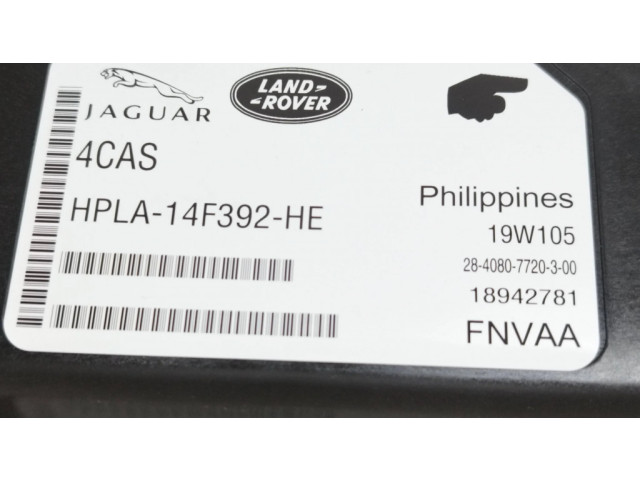 JAGUAR
LAND-
-ROVER
4CAS
HPLA-14F392-HE
Philippines
19W105
28-4080-7720-3-00
18942781
FNVAA